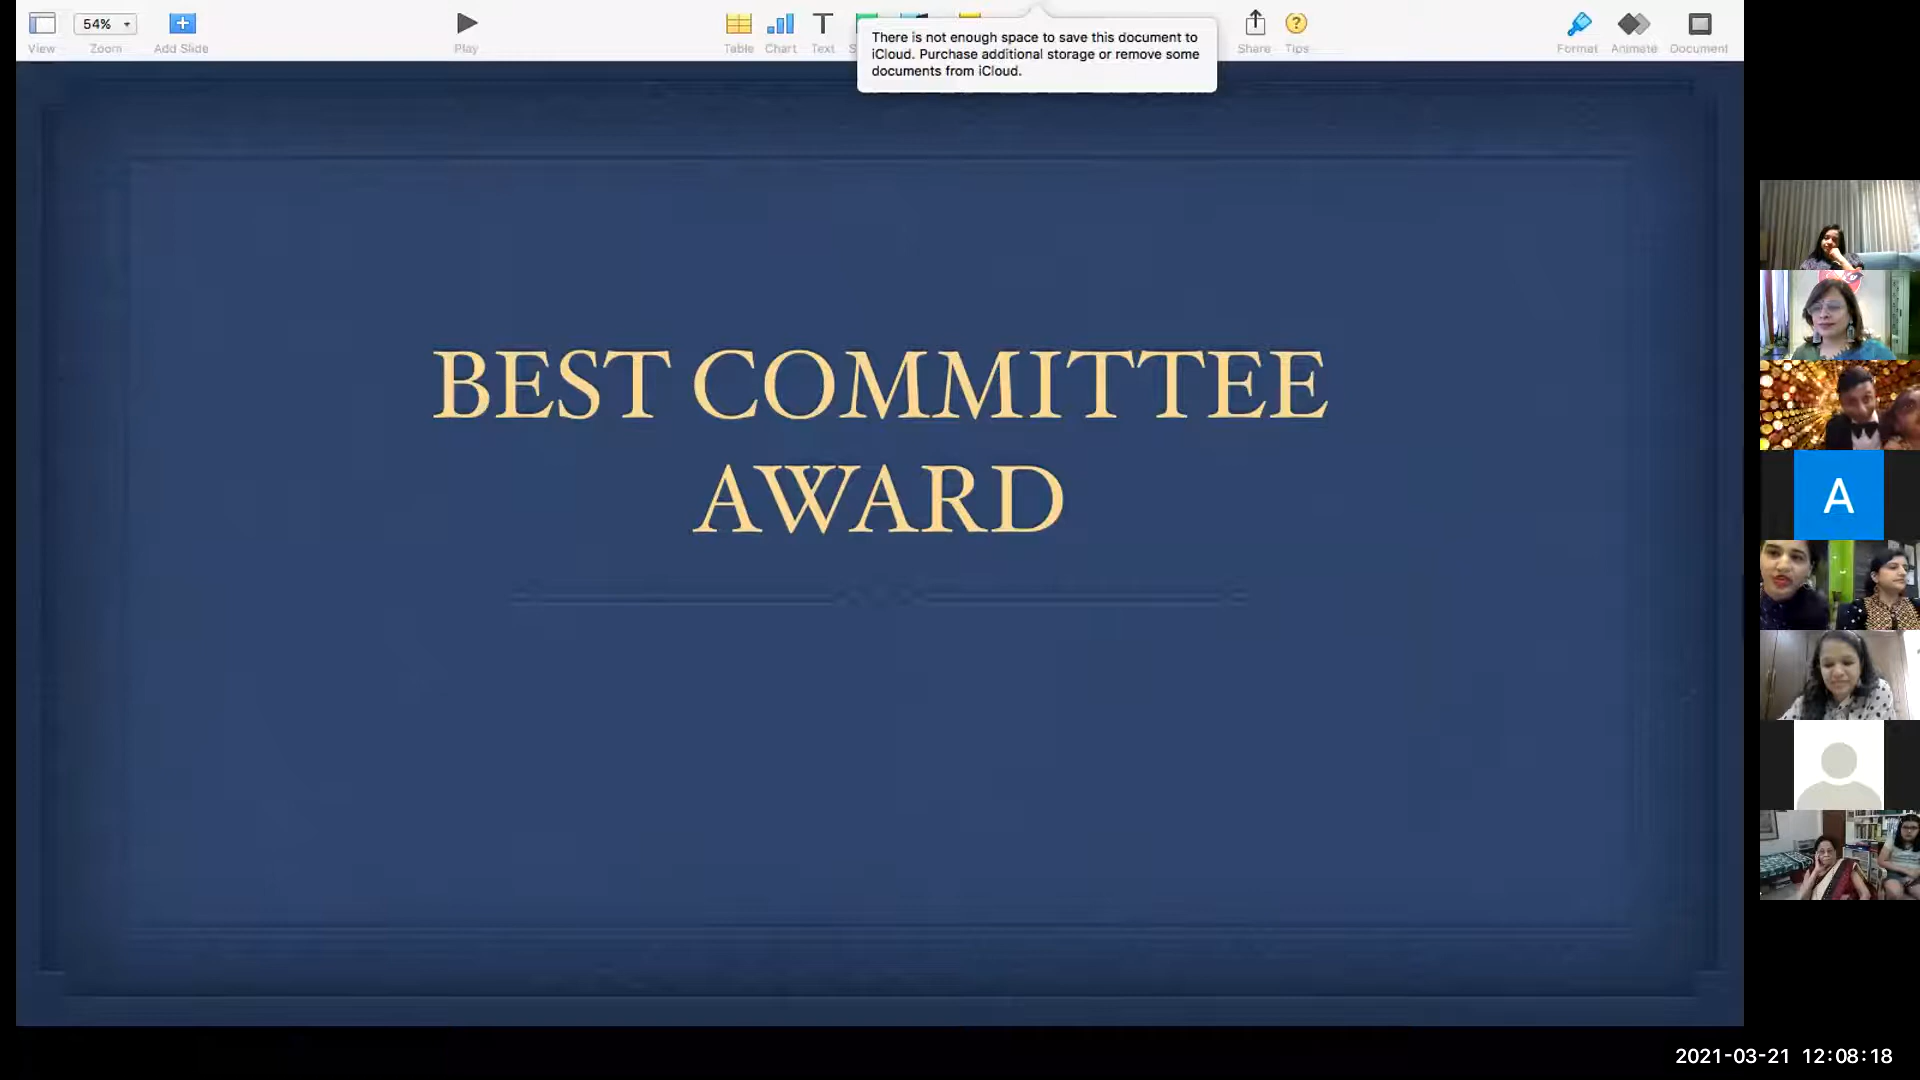 54%
View
Zoom
Add Slide
Play
Table
Chart
Text
There is not enough space to save this document to
iCloud. Purchase additional storage or remove some
documents from iCloud.
Share
Tips
Format
Animate
Document
BEST COMMITTEE
AWARD
A
2021-03-21 12:08:18